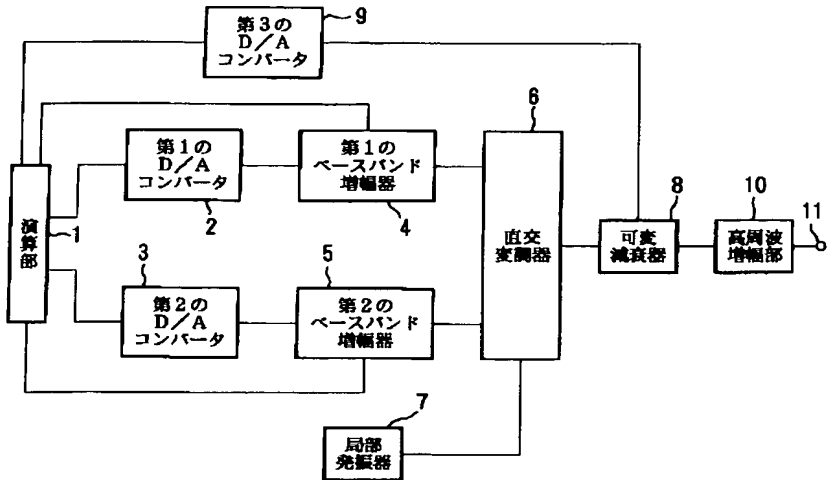 第3の
D/A
コンバータ
9
第1の
D/A
コンバータ
2
第1の
ベースバンド
増幅器
4
6
直交
変調器
演算部
1
3
第2の
D/A
コンバータ
5
第2の
ベースバンド
増幅器
7
局部
発振器
8
可変
減衰器
10
高周波
増幅部
11